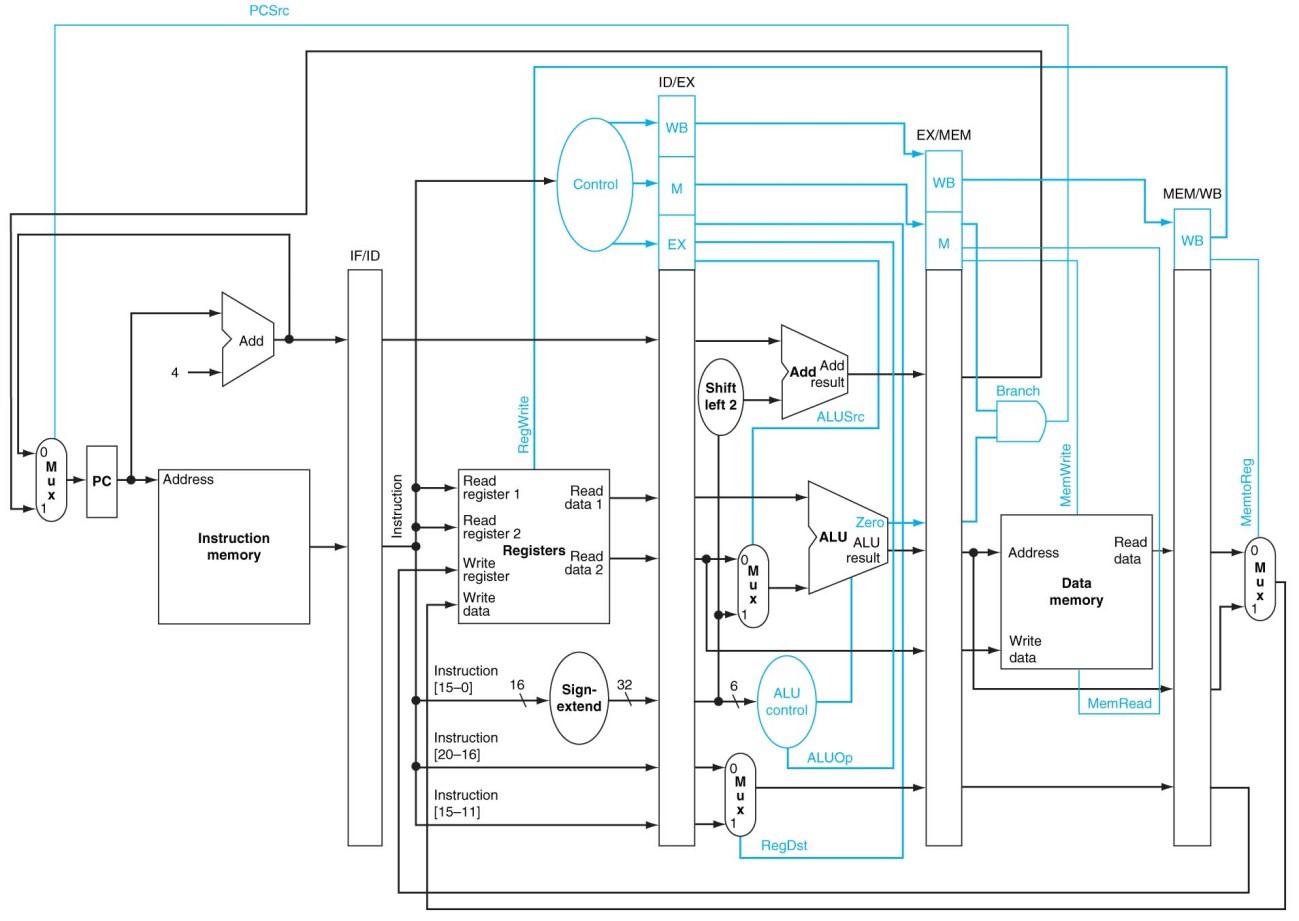 PCSrc
ID/EX
WB
EX/MEM
Control
M
WB
MEM/WB
EX
M
WB
IF/ID
Add
4
Add
Add
result
Shift
left 2
Branch
ALUSrc
RegWrite
MemWrite
MemtoReg
0
M
u
x
1
PC
Address
Instruction
memory
Instruction
Read
register 1
Read
data 1
Read
register 2
Registers
Read
data 2
Write
register
Write
data
Zero
ALU
ALU
result
0
M
u
x
1
Address
Read
data
Data
memory
Write
data
0
M
u
x
1
Instruction
[15–0]
16
Sign-
extend
32
6
ALU
control
MemRead
Instruction
[20–16]
ALUOp
0
M
u
x
1
Instruction
[15–11]
RegDst